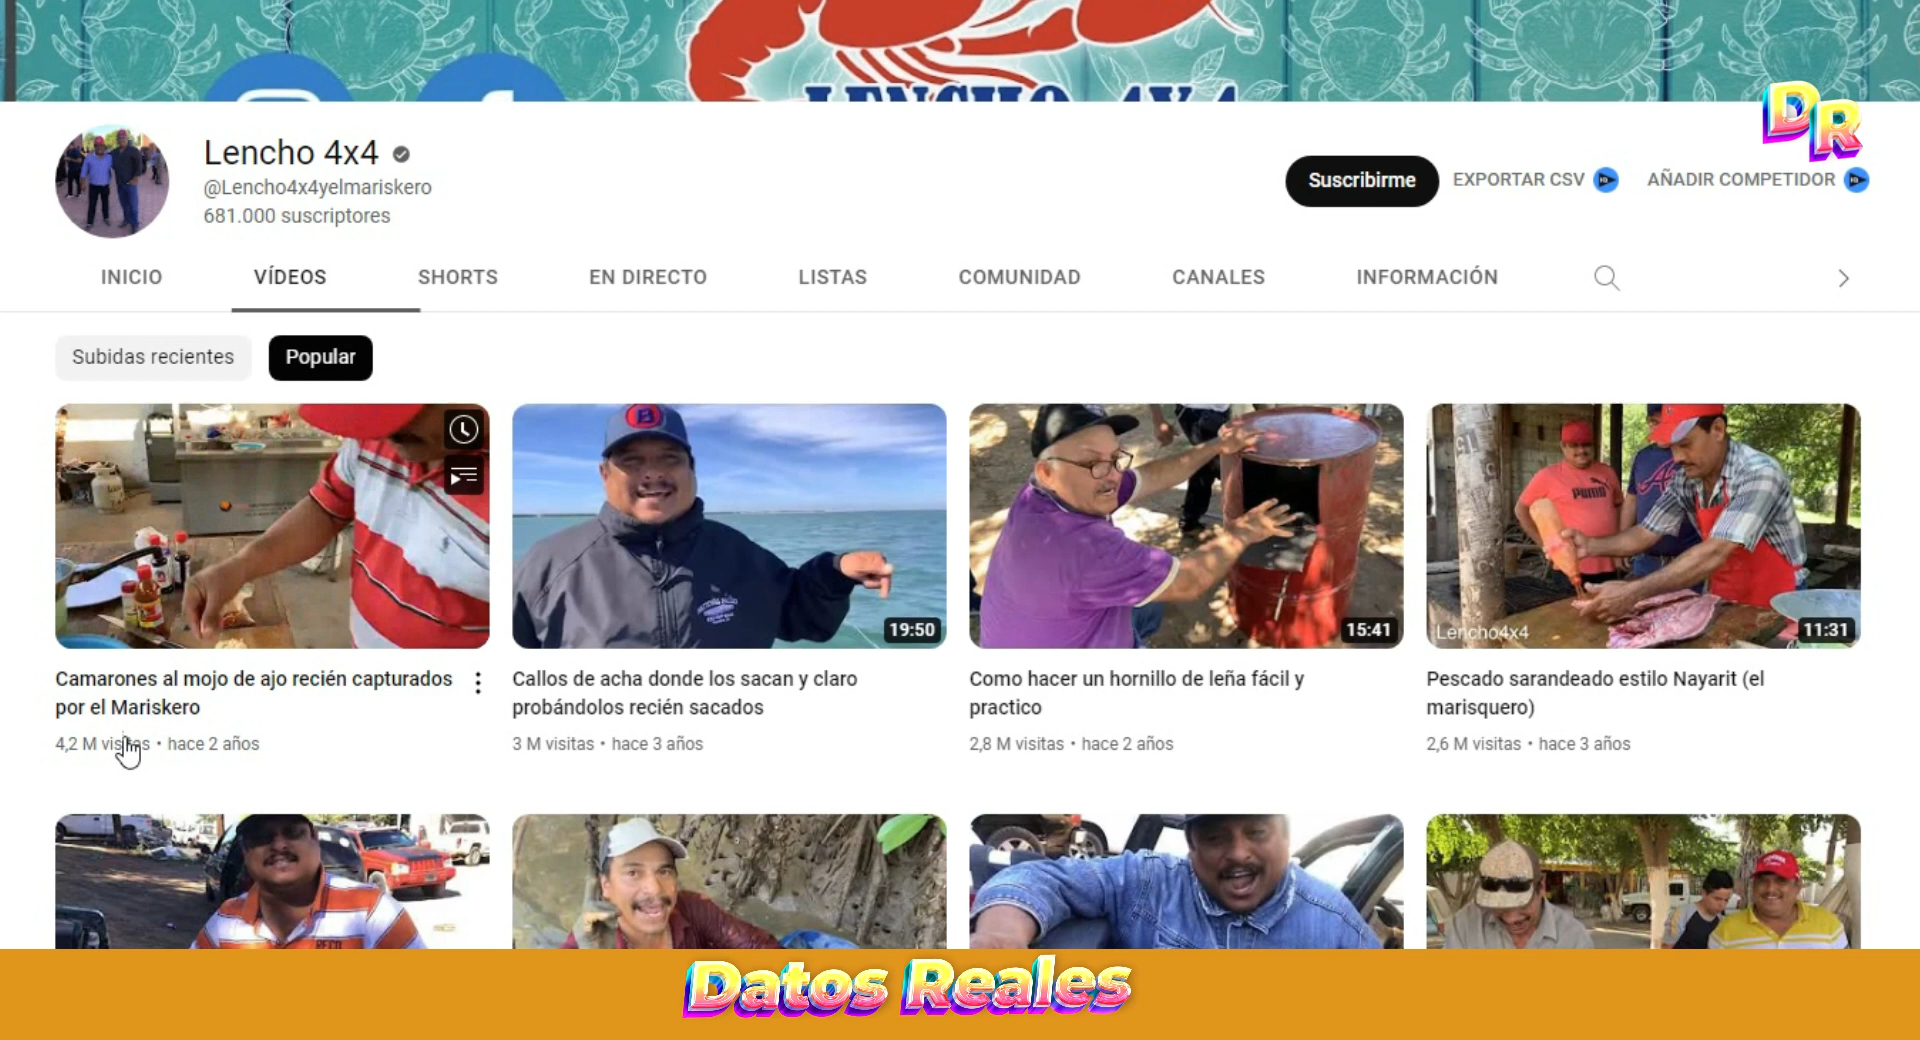 LENCHO 4X4
DR
Lencho 4x4
@Lencho4x4yelmariskero
681.000 suscriptores
Suscribirme
EXPORTAR CSV
AÑADIR COMPETIDOR
INICIO
VÍDEOS
SHORTS
EN DIRECTO
LISTAS
COMUNIDAD
CANALES
INFORMACIÓN
Subidas recientes
Popular
B
19:50
15:41
PUMA
Lencho4x4
11:31
Camarones al mojo de ajo recién capturados
por el Mariskero
4,2 M visitas • hace 2 años
Callos de acha donde los sacan y claro
probándolos recién sacados
3 M visitas • hace 3 años
Como hacer un hornillo de leña fácil y
practico
2,8 M visitas • hace 2 años
Pescado sarandeado estilo Nayarit (el
marisquero)
2,6 M visitas • hace 3 años
Datos Reales